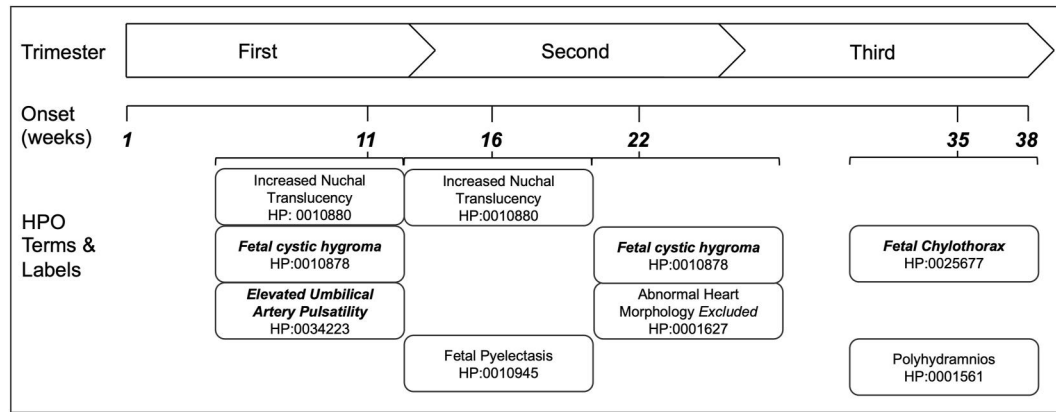 Trimester
First
Second
Third
Onset
(weeks)
1
11
16
22
35
38
HPO
Terms &
Labels
Increased Nuchal
Translucency
HP: 0010880
Increased Nuchal
Translucency
HP:0010880
Fetal cystic hygroma
HP:0010878
Fetal cystic hygroma
HP:0010878
Fetal Chylothorax
HP:0025677
Elevated Umbilical
Artery Pulsatility
HP:0034223
Abnormal Heart
Morphology Excluded
HP:0001627
Fetal Pyelectasis
HP:0010945
Polyhydramnios
HP:0001561